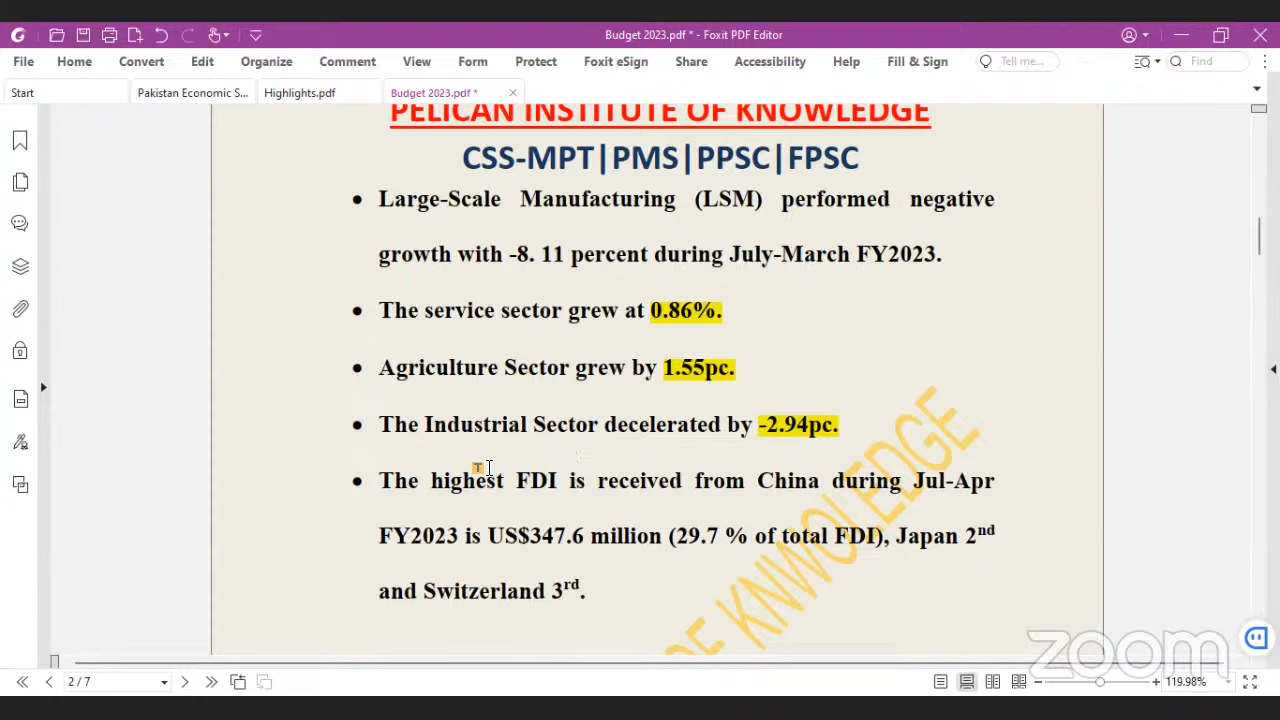 Budget 2023.pdf * - Foxit PDF Editor
File Home Convert Edit Organize Comment View Form Protect Foxit eSign Share Accessibility Help Fill & Sign Tell me... Find
Start Pakistan Economic S... Highlights.pdf Budget 2023.pdf *
PELICAN INSTITUTE OF KNOWLEDGE
CSS-MPT|PMS|PPSC|FPSC
• Large-Scale Manufacturing (LSM) performed negative
growth with -8. 11 percent during July-March FY2023.
• The service sector grew at 0.86%.
• Agriculture Sector grew by 1.55pc.
• The Industrial Sector decelerated by -2.94pc.
• The highest FDI is received from China during Jul-Apr
FY2023 is US$347.6 million (29.7 % of total FDI), Japan 2nd
and Switzerland 3rd.
OF KNWOLEDGE
zoom
2 / 7 119.98%